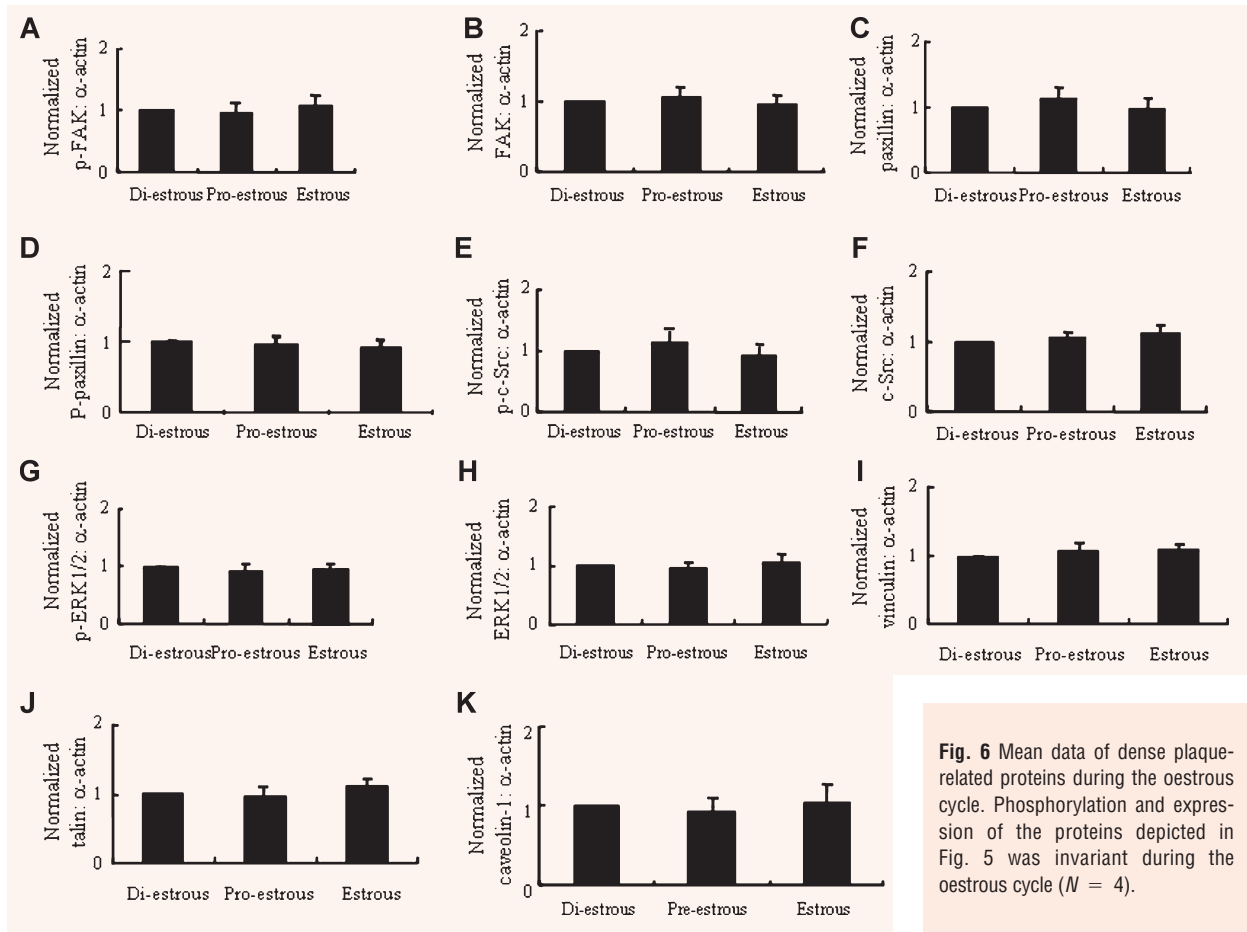 A
Normalized
p-FAK: α-actin
2
1
0
Di-estrous Pro-estrous Estrous
B
Normalized
FAK: α-actin
2
1
0
Di-estrous Pro-estrous Estrous
C
Normalized
paxillin: α-actin
2
1
0
Di-estrous Pro-estrous Estrous
D
Normalized
P-paxillin: α-actin
2
1
0
Di-estrous Pro-estrous Estrous
E
Normalized
p-c-Src: α-actin
2
1
0
Di-estrous Pro-estrous Estrous
F
Normalized
c-Src: α-actin
2
1
0
Di-estrous Pro-estrous Estrous
G
Normalized
p-ERK1/2: α-actin
2
1
0
Di-estrous Pro-estrous Estrous
H
Normalized
ERK1/2: α-actin
2
1
0
Di-estrous Pro-estrous Estrous
I
Normalized
vinculin: α-actin
2
1
0
Di-estrous Pro-estrous Estrous
J
Normalized
talin: α-actin
2
1
0
Di-estrous Pro-estrous Estrous
K
Normalized
caveolin-1: α-actin
2
1
0
Di-estrous Pre-estrous Estrous
Fig. 6 Mean data of dense plaque-
related proteins during the oestrous
cycle. Phosphorylation and expres-
sion of the proteins depicted in
Fig. 5 was invariant during the
oestrous cycle (N = 4).